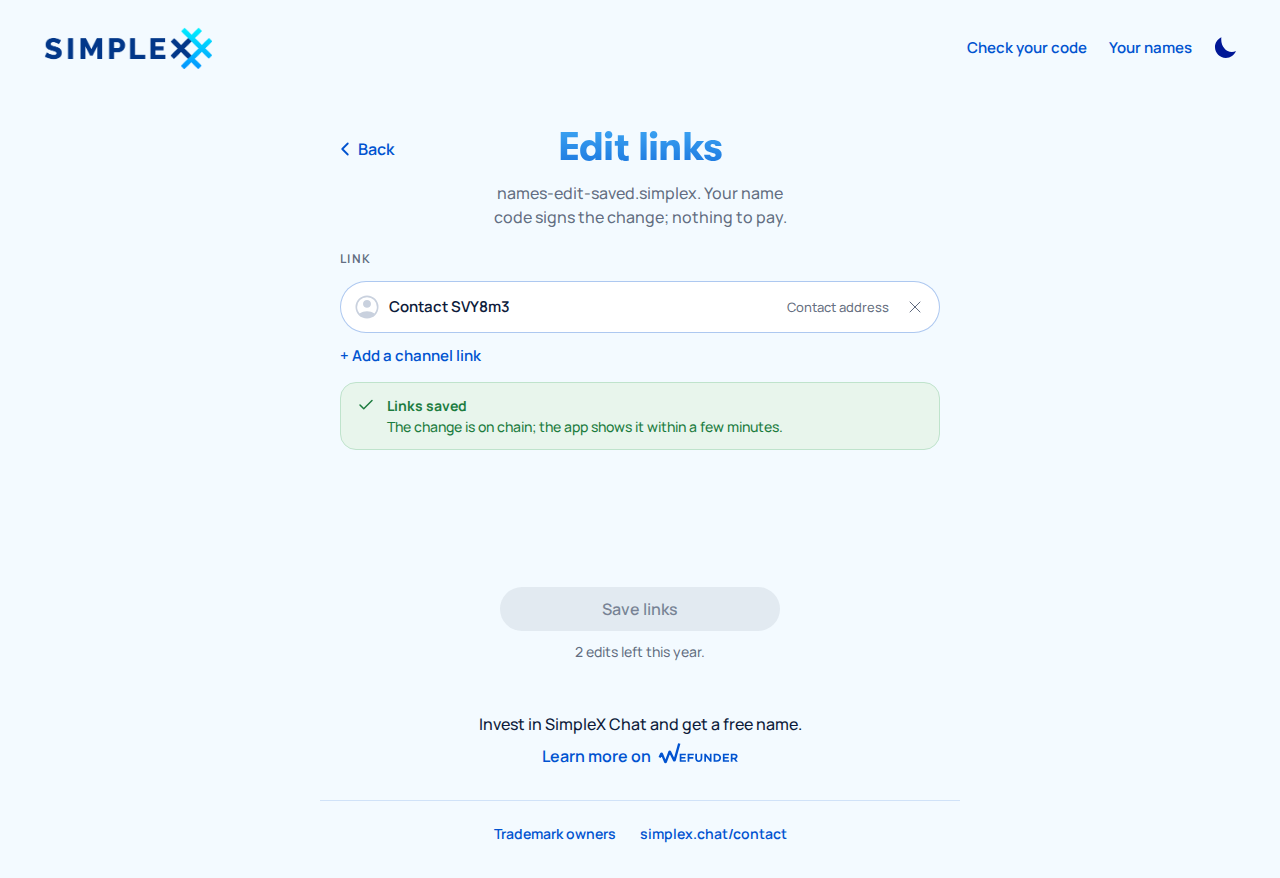 SIMPLEX
Check your code
Your names
Back
Edit links
names-edit-saved.simplex. Your name
code signs the change; nothing to pay.
LINK
Contact SVY8m3
Contact address
+ Add a channel link
Links saved
The change is on chain; the app shows it within a few minutes.
Save links
2 edits left this year.
Invest in SimpleX Chat and get a free name.
Learn more on WEFUNDER
Trademark owners
simplex.chat/contact